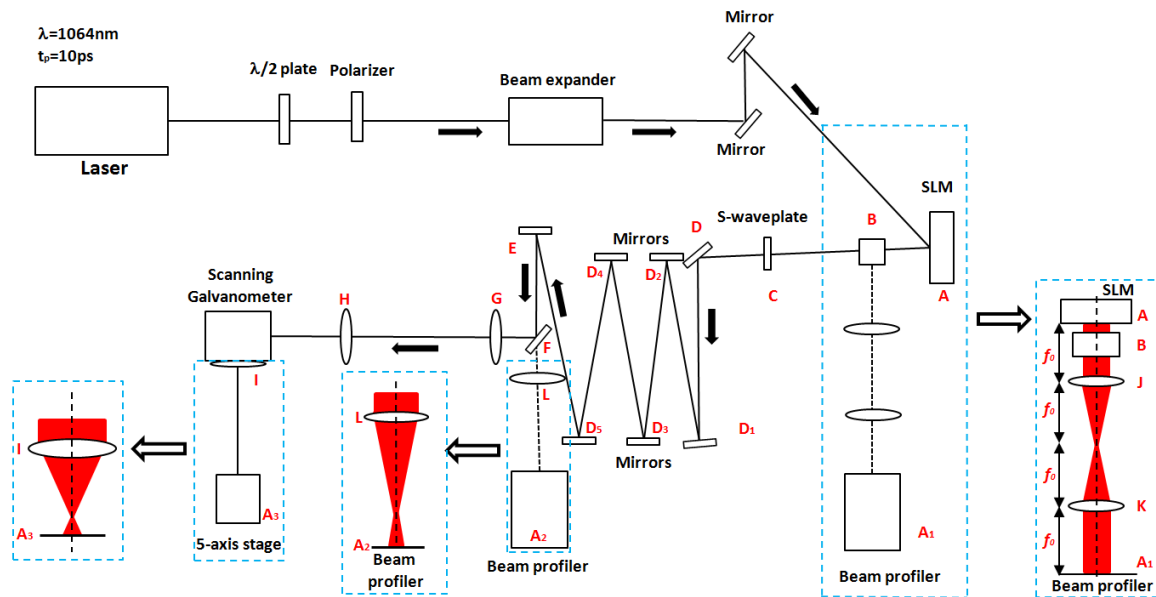 λ=1064nm
tₚ=10ps
Laser
λ/2 plate
Polarizer
Beam expander
Mirror
Mirror
SLM
A
B
S-waveplate
C
D
Mirrors
D₄
D₂
D₅
D₃
D₁
Mirrors
E
F
G
H
Scanning
Galvanometer
I
A₃
5-axis stage
I
A₃
L
A₂
Beam
profiler
L
A₂
Beam profiler
A₁
Beam profiler
SLM
A
B
f₀
J
f₀
f₀
K
f₀
A₁
Beam profiler